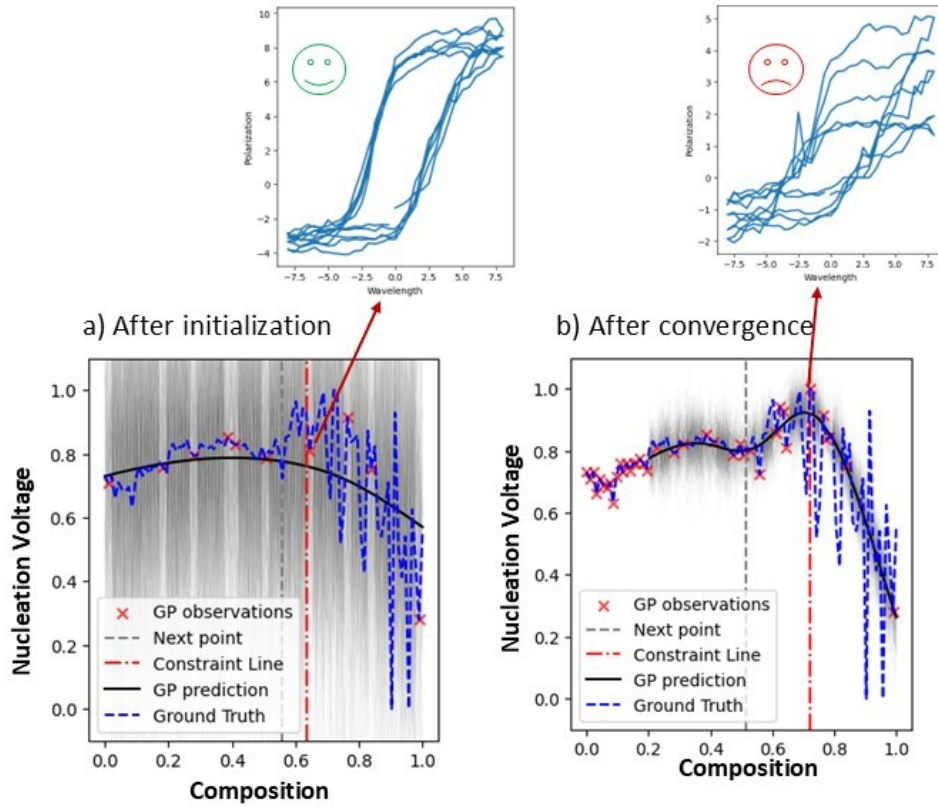 10
8
6
4
2
0
−2
−4
Polarization
−7.5 −5.0 −2.5 0.0 2.5 5.0 7.5
Wavelength
5
4
3
2
1
0
−1
−2
Polarization
−7.5 −5.0 −2.5 0.0 2.5 5.0 7.5
Wavelength
a) After initialization
1.0
0.8
0.6
0.4
0.2
0.0
Nucleation Voltage
GP observations
Next point
Constraint Line
GP prediction
Ground Truth
0.0 0.2 0.4 0.6 0.8 1.0
Composition
b) After convergence
1.0
0.8
0.6
0.4
0.2
0.0
Nucleation Voltage
GP observations
Next point
Constraint Line
GP prediction
Ground Truth
0.0 0.2 0.4 0.6 0.8 1.0
Composition